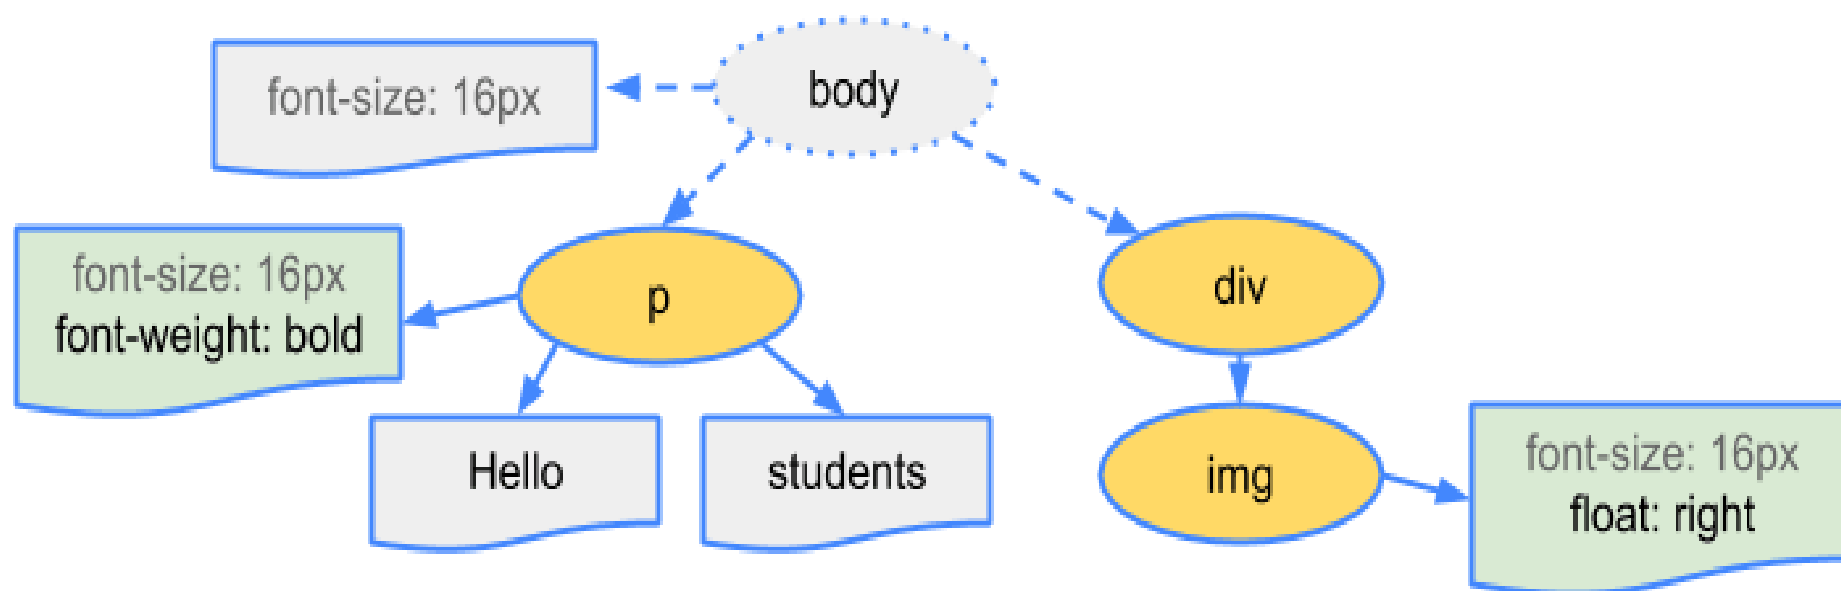 font-size: 16px
body
font-size: 16px
font-weight: bold
p
div
Hello
students
img
font-size: 16px
float: right